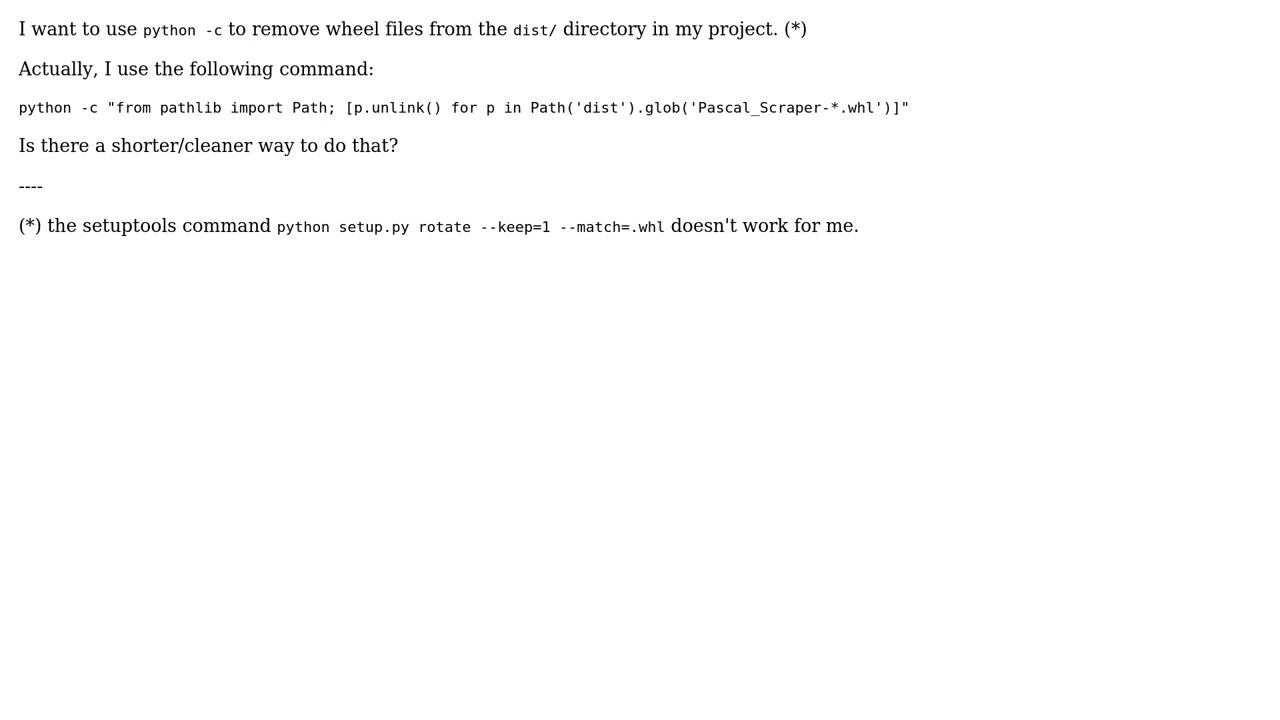 I want to use python -c to remove wheel files from the dist/ directory in my project. (*)
Actually, I use the following command:
python -c "from pathlib import Path; [p.unlink() for p in Path('dist').glob('Pascal_Scraper-*.whl')]"
Is there a shorter/cleaner way to do that?
----
(*) the setuptools command python setup.py rotate --keep=1 --match=.whl doesn't work for me.